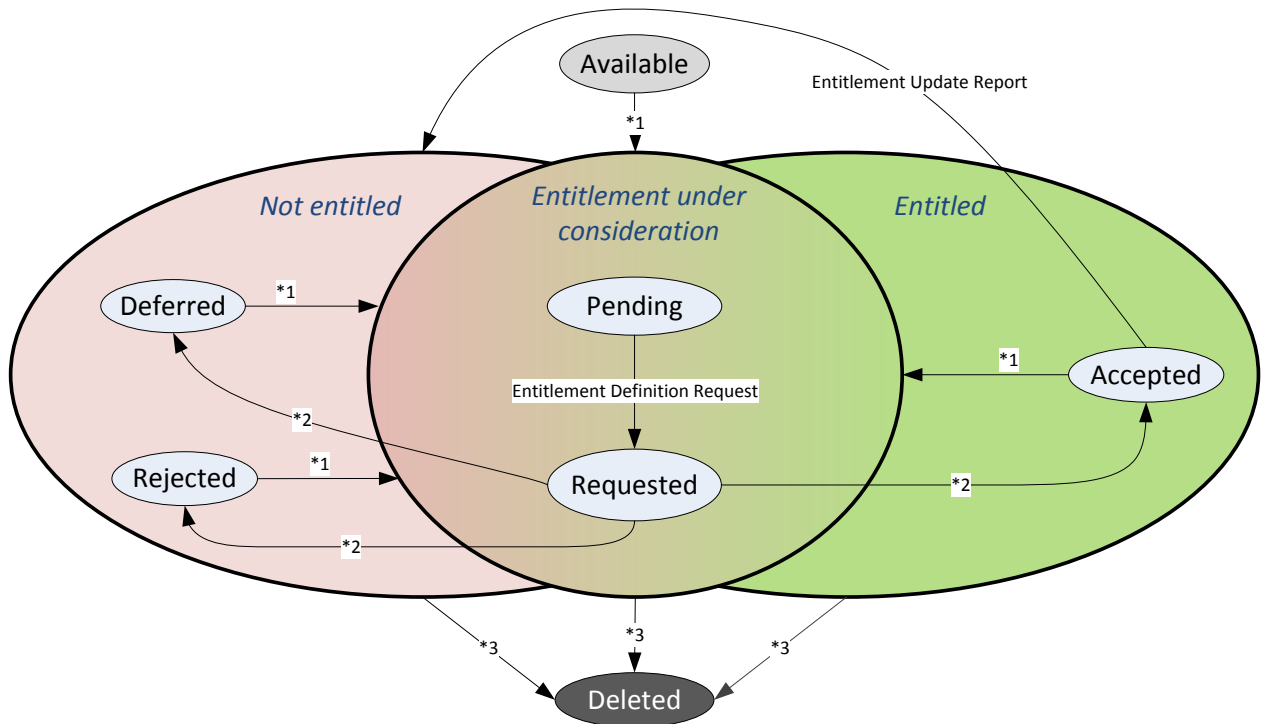 Available
Entitlement Update Report
*1
Not entitled
Entitlement under
consideration
Entitled
Deferred
*1
Pending
*1
Accepted
Entitlement Definition Request
*2
Rejected
*1
Requested
*2
*2
*3
*3
*3
Deleted